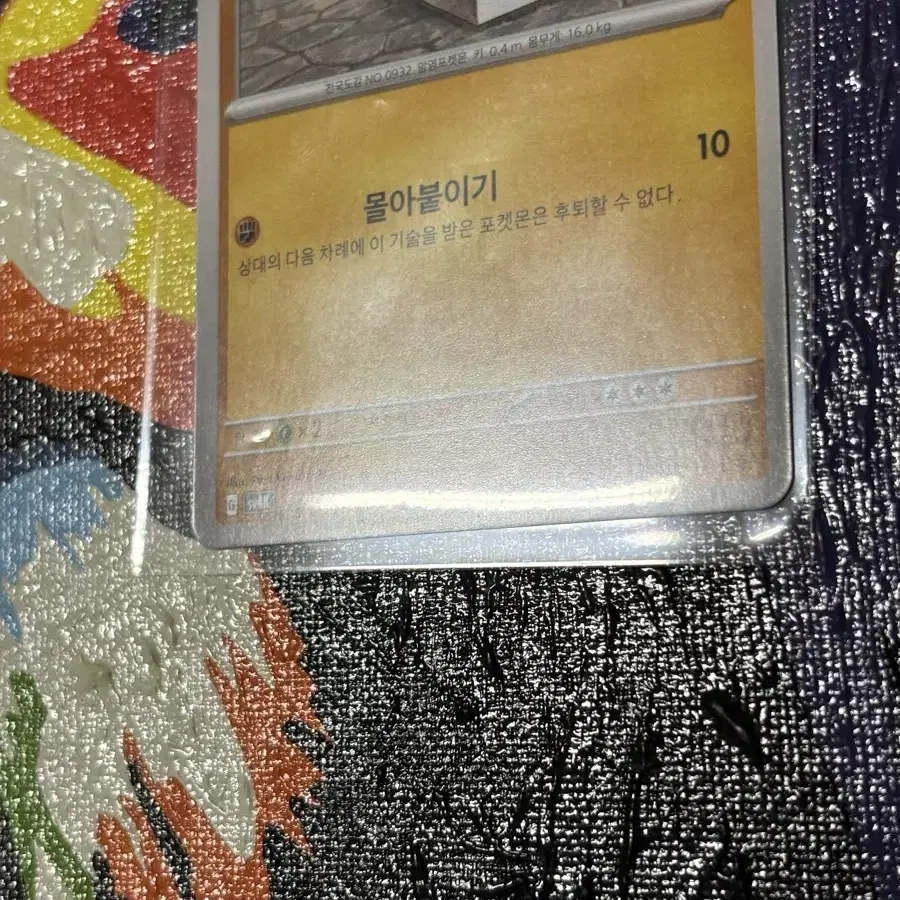 전국도감 NO.0932 암염포켓몬 키 0.4m 몸무게 16.0kg
몰아붙이기 10
상대의 다음 차례에 이 기술을 받은 포켓몬은 후퇴할 수 없다.
×2
G